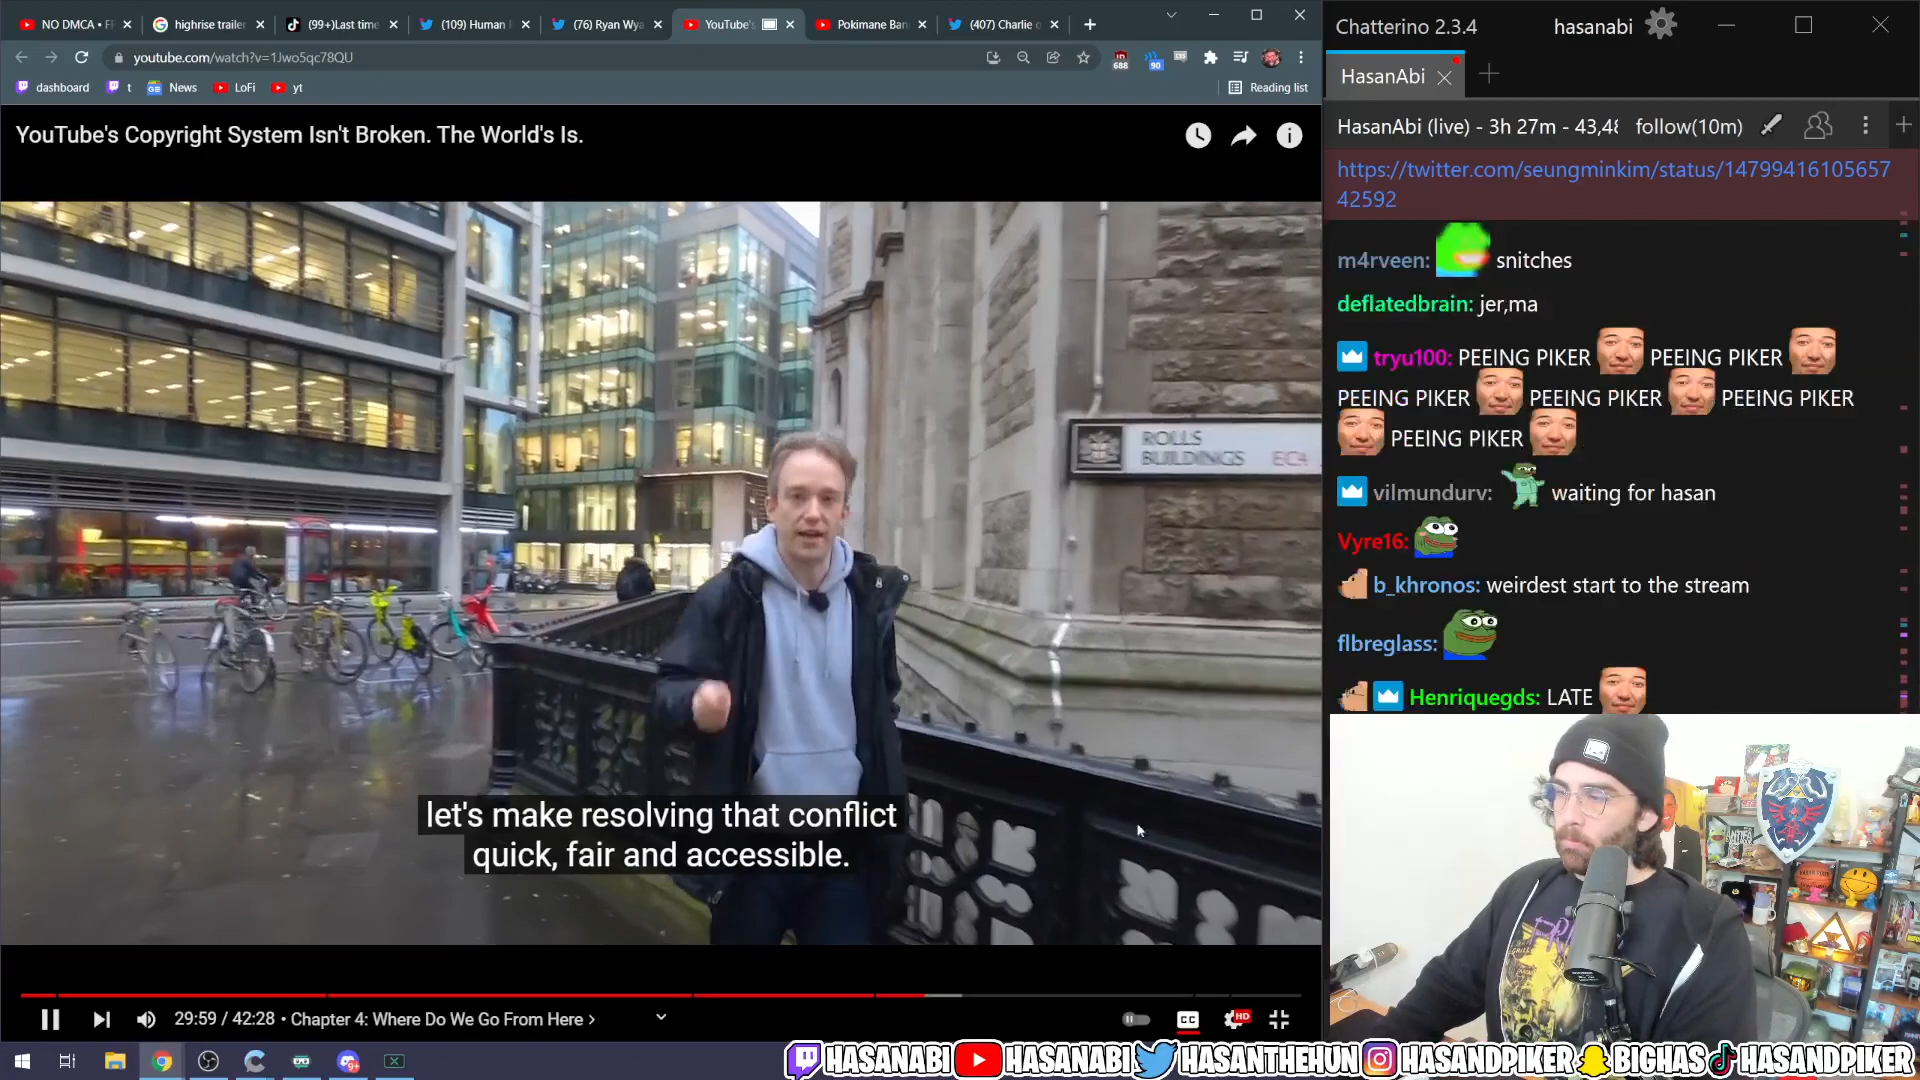 NO DMCA • F
highrise trailer
(99+)Last time
(109) Human
(76) Ryan Wya
YouTube's
Pokimane Ban
(407) Charlie o
youtube.com/watch?v=1Jwo5qc78QU
688
90
dashboard
t
News
LoFi
yt
Reading list
YouTube's Copyright System Isn't Broken. The World's Is.
ROLLS
BUILDINGS EC4
let's make resolving that conflict
quick, fair and accessible.
29:59 / 42:28 • Chapter 4: Where Do We Go From Here >
CC
HD
Chatterino 2.3.4
hasanabi
HasanAbi
HasanAbi (live) - 3h 27m - 43,48
follow(10m)
https://twitter.com/seungminkim/status/14799416105657
42592
m4rveen: snitches
deflatedbrain: jer,ma
tryu100: PEEING PIKER PEEING PIKER
PEEING PIKER PEEING PIKER PEEING PIKER
PEEING PIKER
vilmundurv: waiting for hasan
Vyre16:
b_khronos: weirdest start to the stream
flbreglass:
Henriquegds: LATE
HASANABI HASANABI HASANTHEHUN HASANDPIKER BIGHAS HASANDPIKER